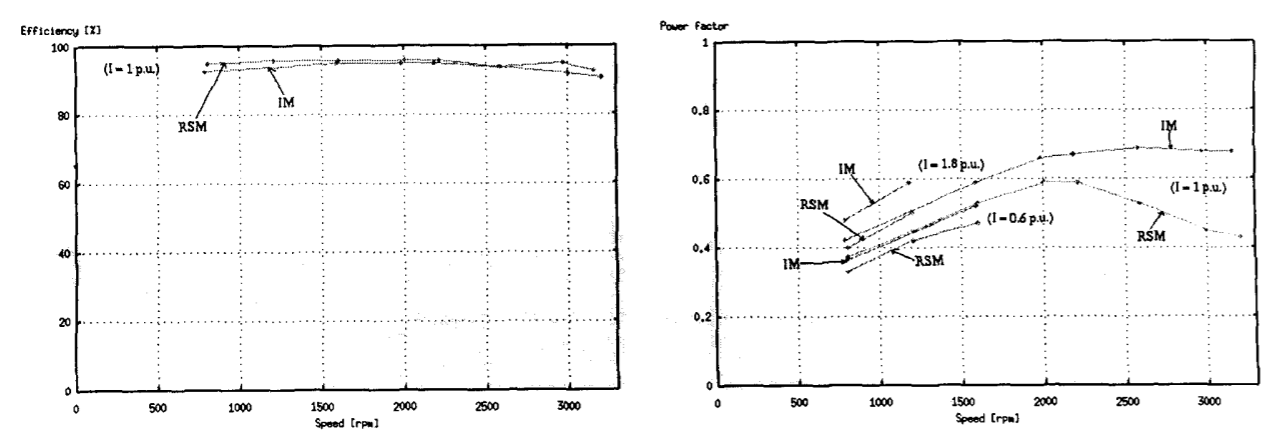 Efficiency [%]
100
80
60
40
20
0
(I = 1 p.u.)
RSM
IM
0 500 1000 1500 2000 2500 3000
Speed [rpm]
Power factor
1
0.8
0.6
0.4
0.2
0
IM
(I = 1.8 p.u.)
IM
RSM
(I = 1 p.u.)
(I = 0.6 p.u.)
RSM
IM
RSM
0 500 1000 1500 2000 2500 3000
Speed [rpm]